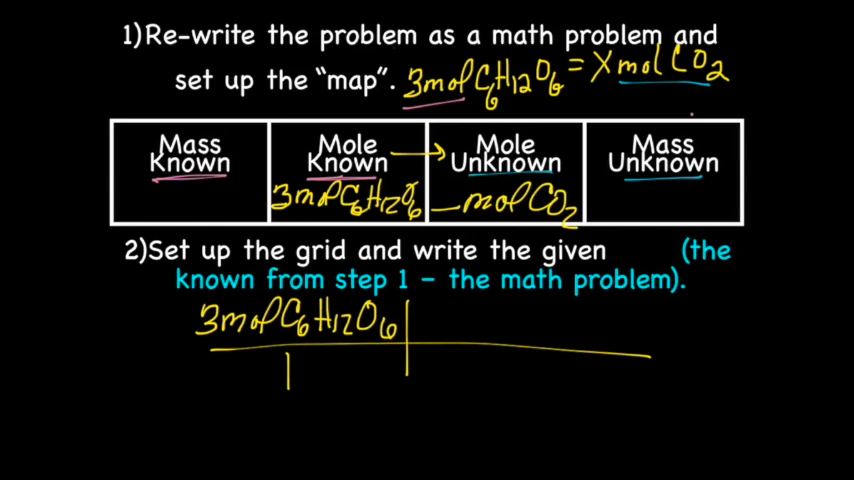 1)Re-write the problem as a math problem and
set up the "map". 3mol C6H12O6 = X mol CO2
Mass Known
Mole Known → Mole Unknown
Mass Unknown
3mol C6H12O6
_ mol CO2
2)Set up the grid and write the given (the
known from step 1 – the math problem).
3mol C6H12O6
1